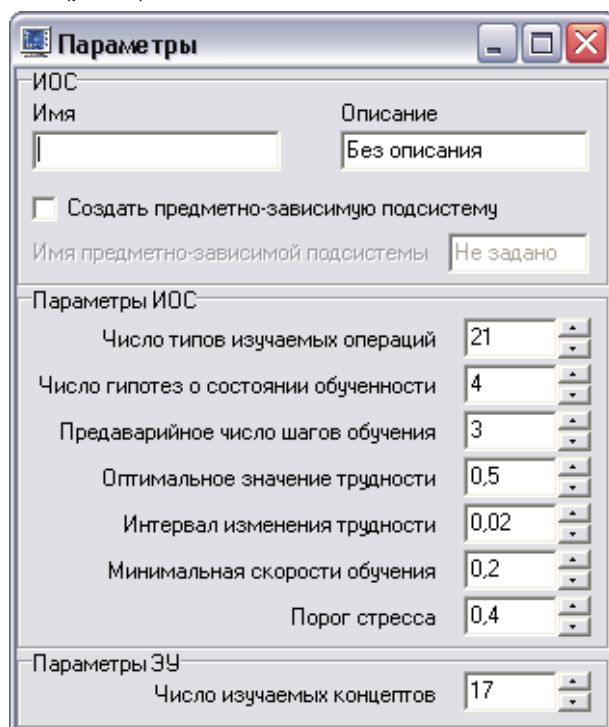 Параметры
ИОС
Имя Описание
Без описания
Создать предметно-зависимую подсистему
Имя предметно-зависимой подсистемы Не задано
Параметры ИОС
Число типов изучаемых операций 21
Число гипотез о состоянии обученности 4
Предаварийное число шагов обучения 3
Оптимальное значение трудности 0,5
Интервал изменения трудности 0,02
Минимальная скорости обучения 0,2
Порог стресса 0,4
Параметры ЗУ
Число изучаемых концептов 17